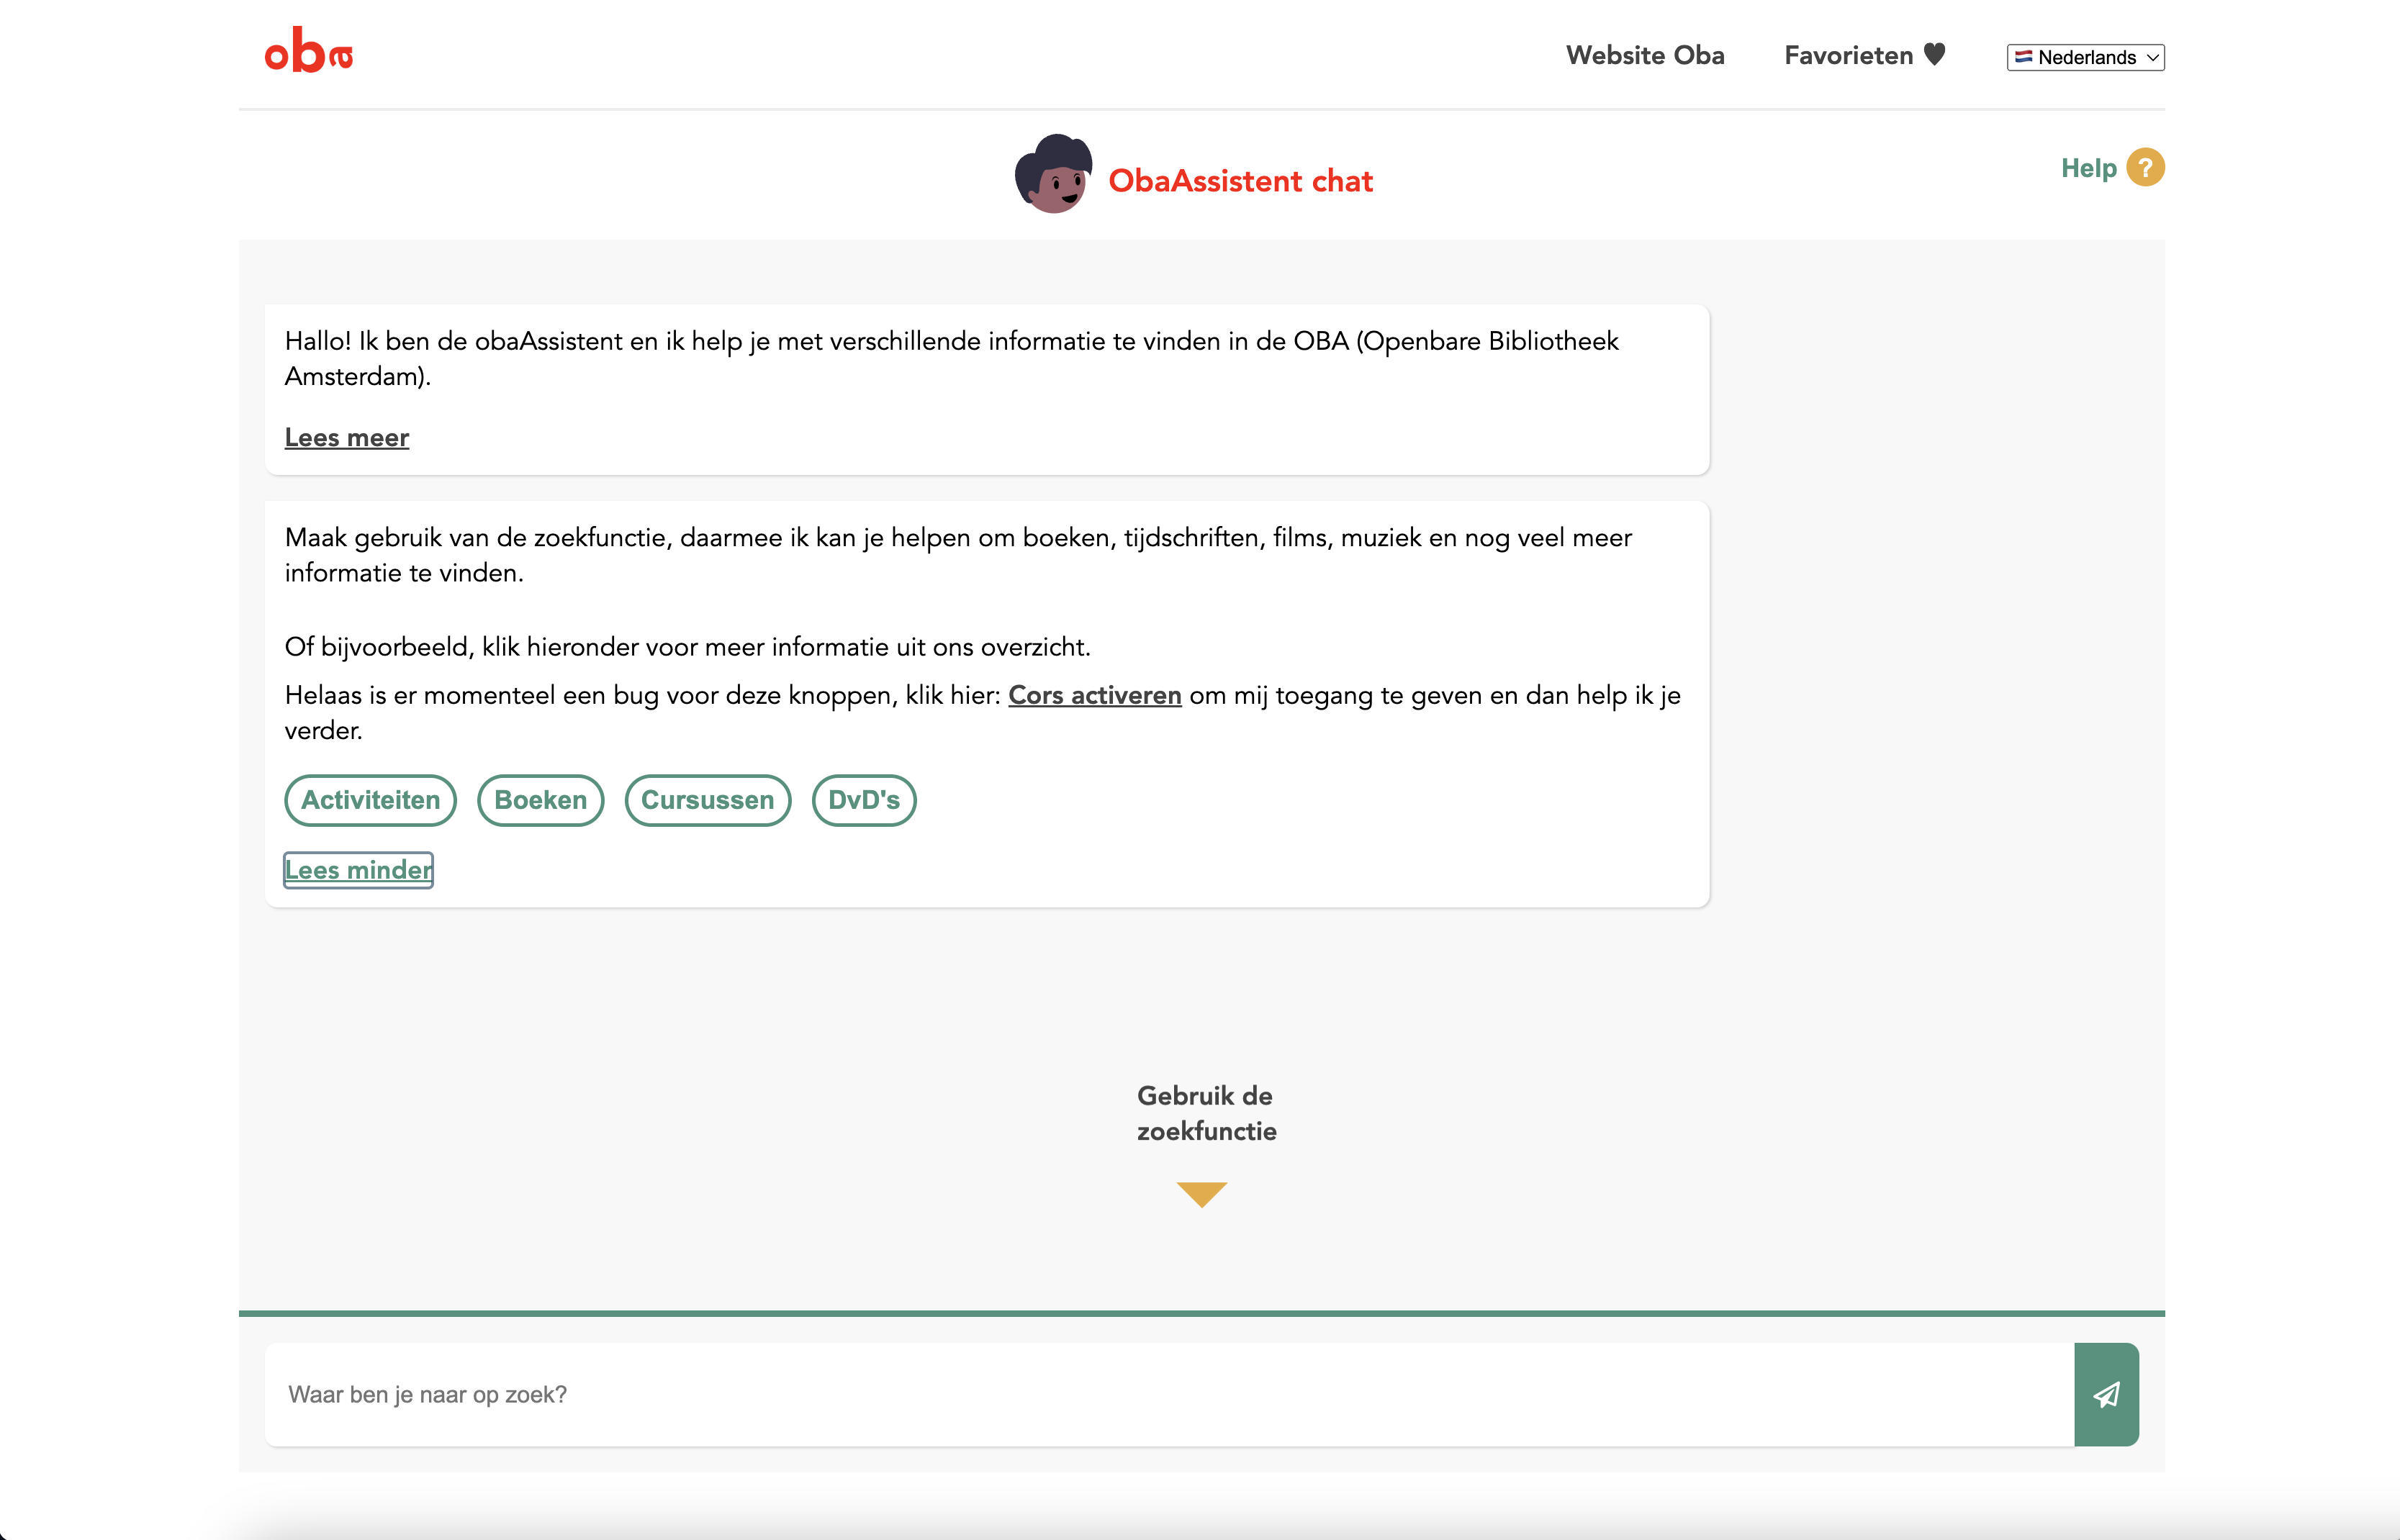 oba
Website Oba
Favorieten
Nederlands
ObaAssistent chat
Help ?
Hallo! Ik ben de obaAssistent en ik help je met verschillende informatie te vinden in de OBA (Openbare Bibliotheek
Amsterdam).
Lees meer
Maak gebruik van de zoekfunctie, daarmee ik kan je helpen om boeken, tijdschriften, films, muziek en nog veel meer
informatie te vinden.
Of bijvoorbeeld, klik hieronder voor meer informatie uit ons overzicht.
Helaas is er momenteel een bug voor deze knoppen, klik hier: Cors activeren om mij toegang te geven en dan help ik je
verder.
Activiteiten
Boeken
Cursussen
DvD's
Lees minder
Gebruik de
zoekfunctie
Waar ben je naar op zoek?